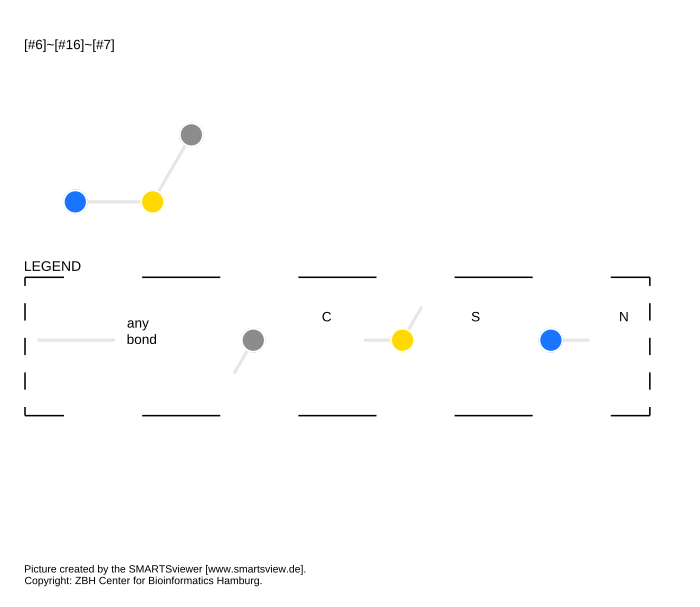 [#6]~[#16]~[#7]
LEGEND
any
bond
C
S
N
Picture created by the SMARTSviewer [www.smartsview.de].
Copyright: ZBH Center for Bioinformatics Hamburg.